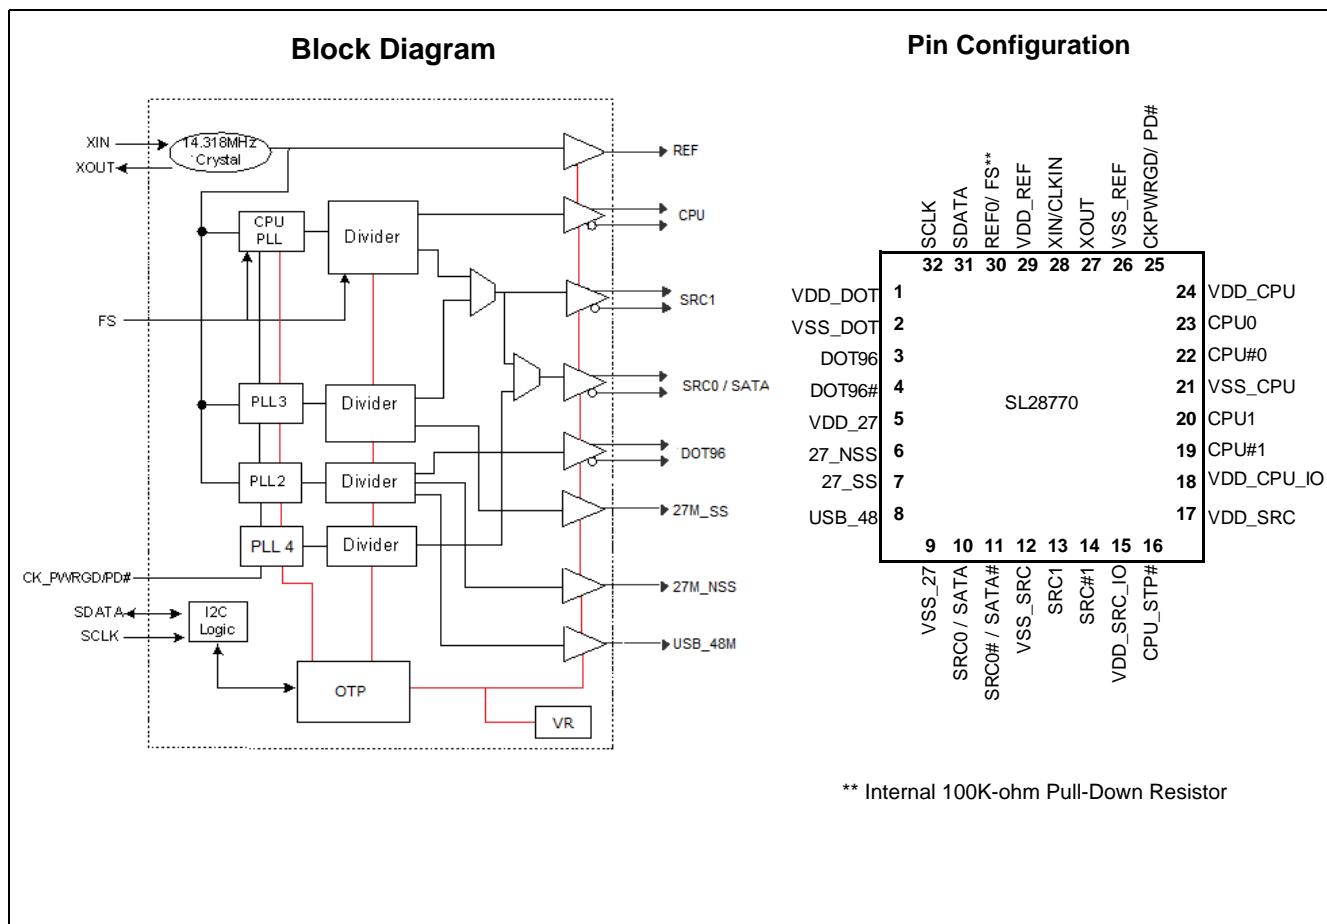 Block Diagram
XIN
XOUT
14.318MHz
Crystal
REF
CPU
PLL
Divider
CPU
FS
SRC1
SRC0 / SATA
PLL3
Divider
DOT96
PLL2
Divider
27M_SS
PLL 4
Divider
CK_PWRGD/PD#
27M_NSS
SDATA
SCLK
I2C
Logic
USB_48M
OTP
VR
Pin Configuration
SCLK
SDATA
REF0/ FS**
VDD_REF
XIN/CLKIN
XOUT
VSS_REF
CKPWRGD/ PD#
32 31 30 29 28 27 26 25
VDD_DOT 1
VSS_DOT 2
DOT96 3
DOT96# 4
VDD_27 5
27_NSS 6
27_SS 7
USB_48 8
SL28770
24 VDD_CPU
23 CPU0
22 CPU#0
21 VSS_CPU
20 CPU1
19 CPU#1
18 VDD_CPU_IO
17 VDD_SRC
9 10 11 12 13 14 15 16
VSS_27
SRC0 / SATA
SRC0# / SATA#
VSS_SRC
SRC1
SRC#1
VDD_SRC_IO
CPU_STP#
** Internal 100K-ohm Pull-Down Resistor